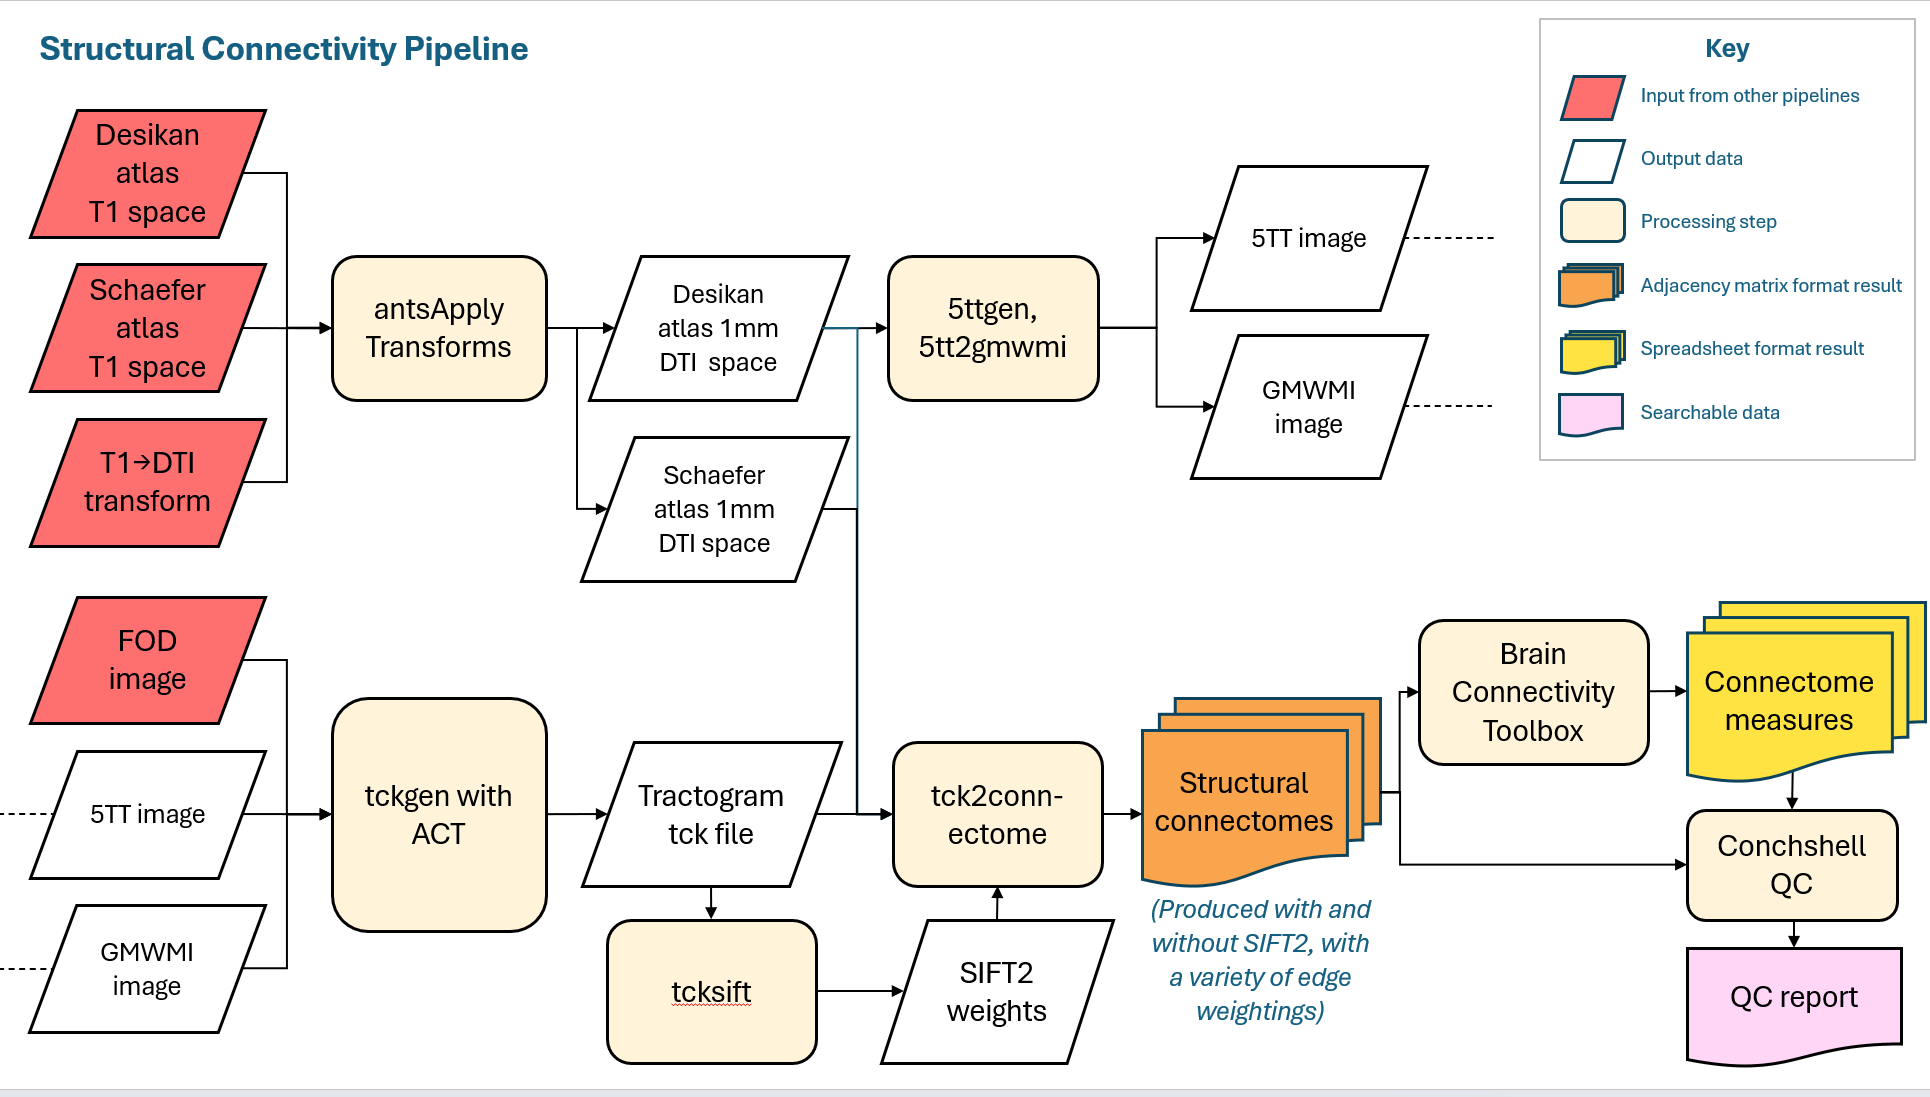 Structural Connectivity Pipeline
Key
Input from other pipelines
Output data
Processing step
Adjacency matrix format result
Spreadsheet format result
Searchable data
Desikan
atlas
T1 space
Schaefer
atlas
T1 space
T1→DTI
transform
antsApply
Transforms
Desikan
atlas 1mm
DTI space
Schaefer
atlas 1mm
DTI space
5ttgen,
5tt2gmwmi
5TT image
GMWMI
image
FOD
image
5TT image
GMWMI
image
tckgen with
ACT
Tractogram
tck file
tcksift
SIFT2
weights
tck2conn-
ectome
Structural
connectomes
(Produced with and
without SIFT2, with
a variety of edge
weightings)
Brain
Connectivity
Toolbox
Connectome
measures
Conchshell
QC
QC report